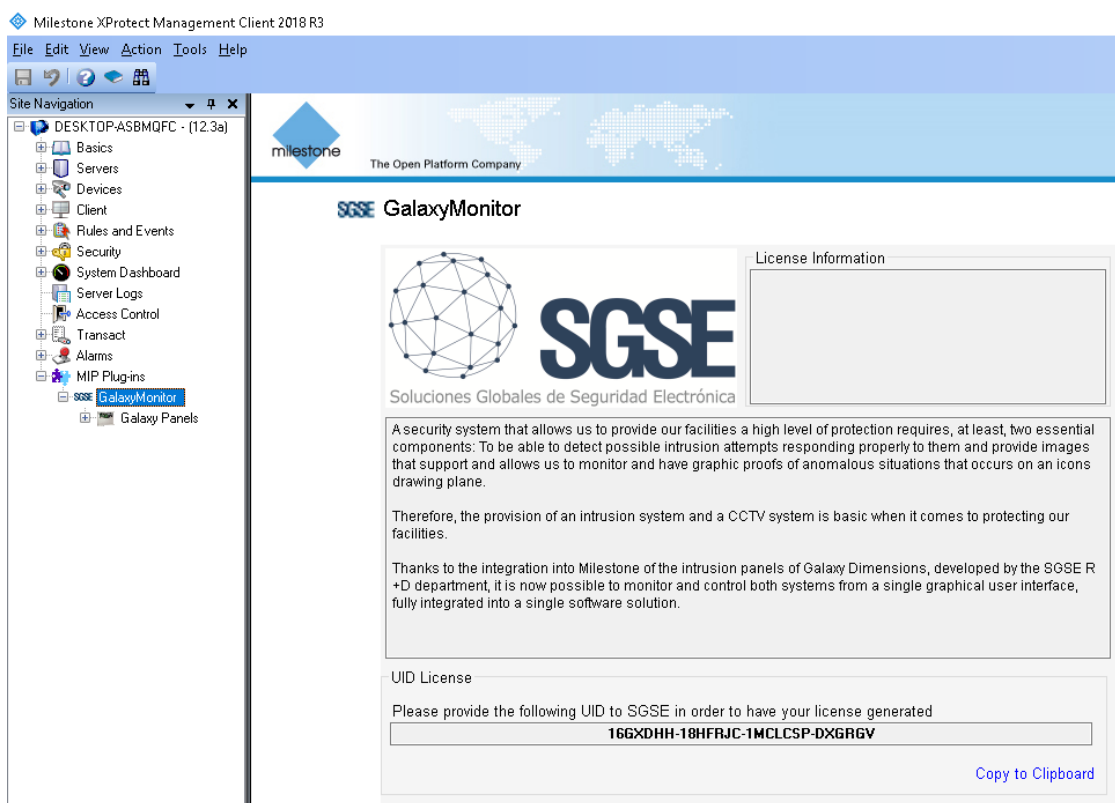 Milestone XProtect Management Client 2018 R3
File Edit View Action Tools Help
Site Navigation
DESKTOP-ASBMQFC - (12.3a)
Basics
Servers
Devices
Client
Rules and Events
Security
System Dashboard
Server Logs
Access Control
Transact
Alarms
MIP Plug-ins
SGSE GalaxyMonitor
Galaxy Panels
milestone
The Open Platform Company
SGSE GalaxyMonitor
SGSE
Soluciones Globales de Seguridad Electrónica
License Information
A security system that allows us to provide our facilities a high level of protection requires, at least, two essential
components: To be able to detect possible intrusion attempts responding properly to them and provide images
that support and allows us to monitor and have graphic proofs of anomalous situations that occurs on an icons
drawing plane.
Therefore, the provision of an intrusion system and a CCTV system is basic when it comes to protecting our
facilities.
Thanks to the integration into Milestone of the intrusion panels of Galaxy Dimensions, developed by the SGSE R
+D department, it is now possible to monitor and control both systems from a single graphical user interface,
fully integrated into a single software solution.
UID License
Please provide the following UID to SGSE in order to have your license generated
16GXDHH-18HFRJC-1MCLCSP-DXGRGV
Copy to Clipboard